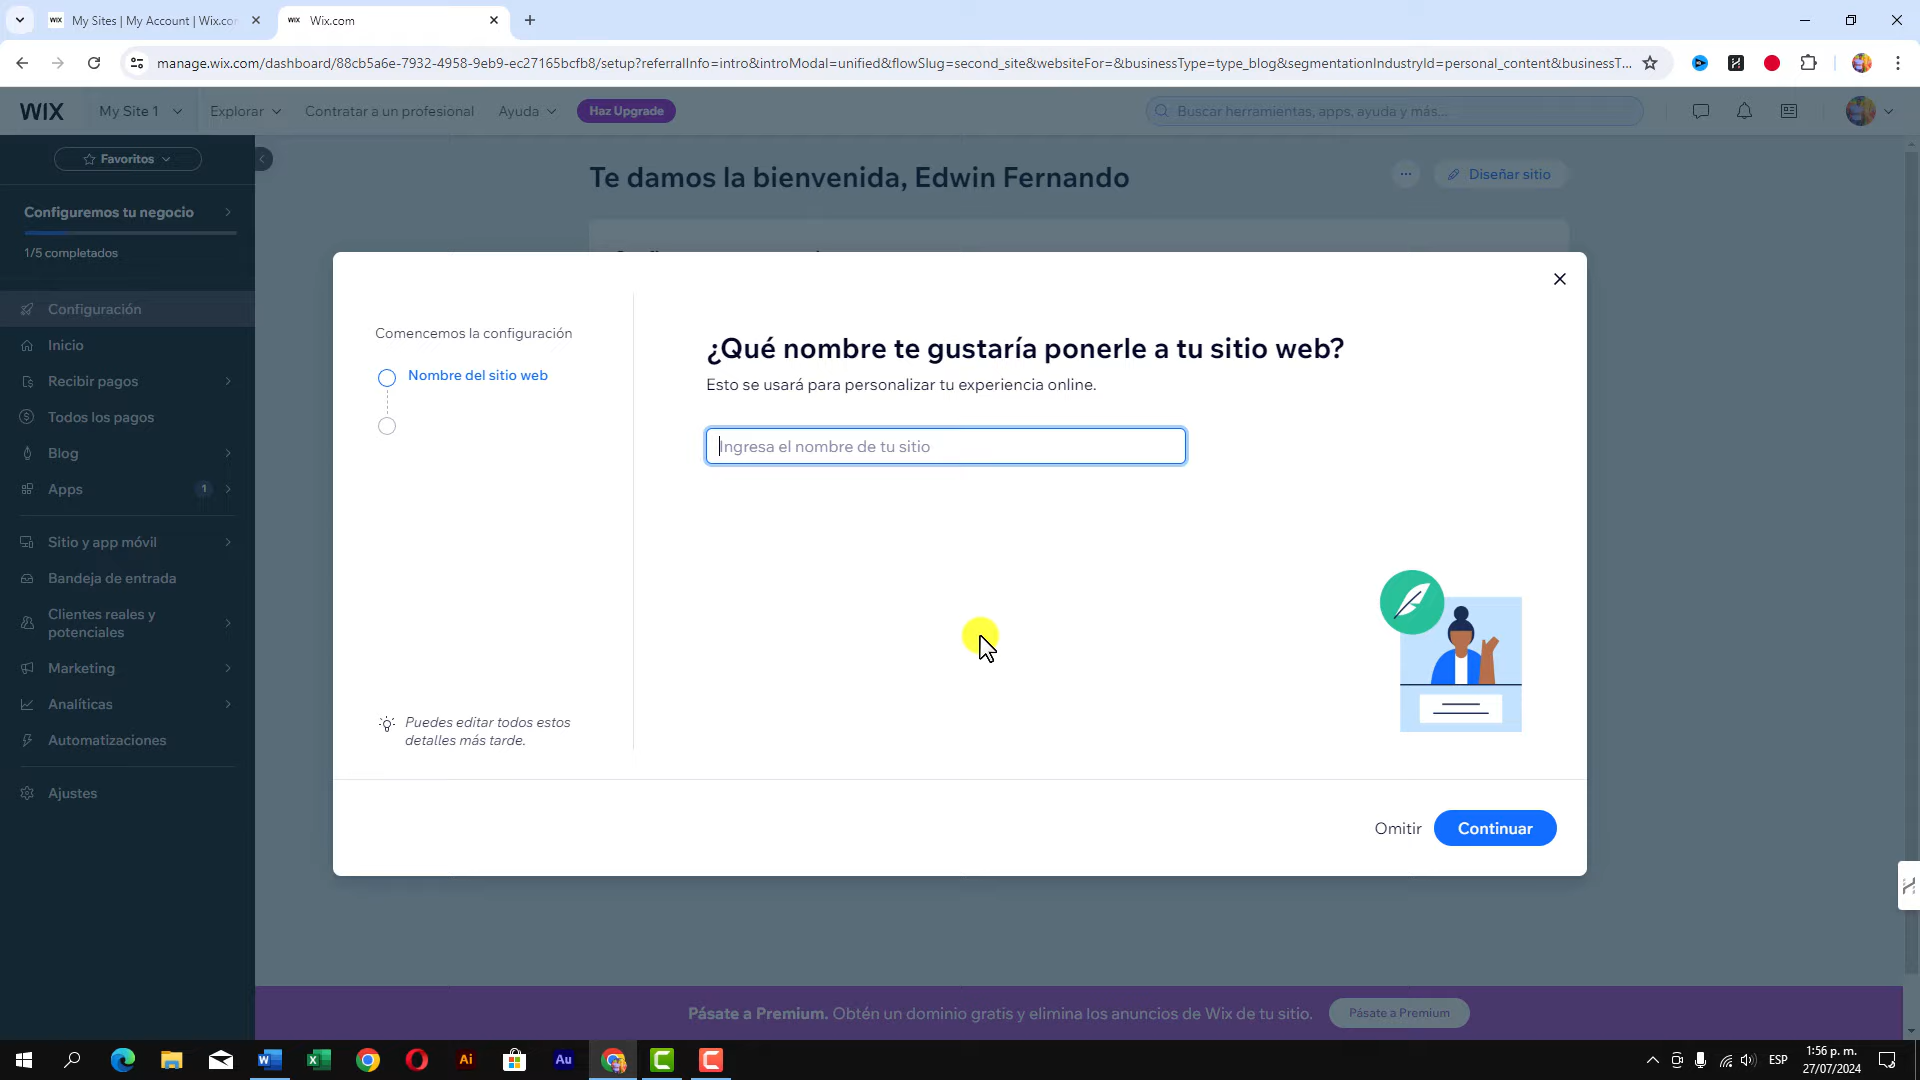 My Sites | My Account | Wix.co
WIX Wix.com
manage.wix.com/dashboard/88cb5a6e-7932-4958-9eb9-ec27165bcfb8/setup?referralInfo=intro&introModal=unified&flowSlug=second_site&websiteFor=&businessType=type_blog&segmentationIndustryId=personal_content&businessT...
WIX My Site 1 Explorar Contratar a un profesional Ayuda Haz Upgrade Buscar herramientas, apps, ayuda y más...
Favoritos
Te damos la bienvenida, Edwin Fernando
... Diseñar sitio
Configuremos tu negocio
1/5 completados
Configuración
Inicio
Recibir pagos
Todos los pagos
Blog
Apps 1
Sitio y app móvil
Bandeja de entrada
Clientes reales y
potenciales
Marketing
Analíticas
Automatizaciones
Ajustes
Comencemos la configuración
Nombre del sitio web
Puedes editar todos estos
detalles más tarde.
¿Qué nombre te gustaría ponerle a tu sitio web?
Esto se usará para personalizar tu experiencia online.
Ingresa el nombre de tu sitio
Omitir Continuar
Pásate a Premium. Obtén un dominio gratis y elimina los anuncios de Wix de tu sitio. Pásate a Premium
ESP
1:56 p. m.
27/07/2024